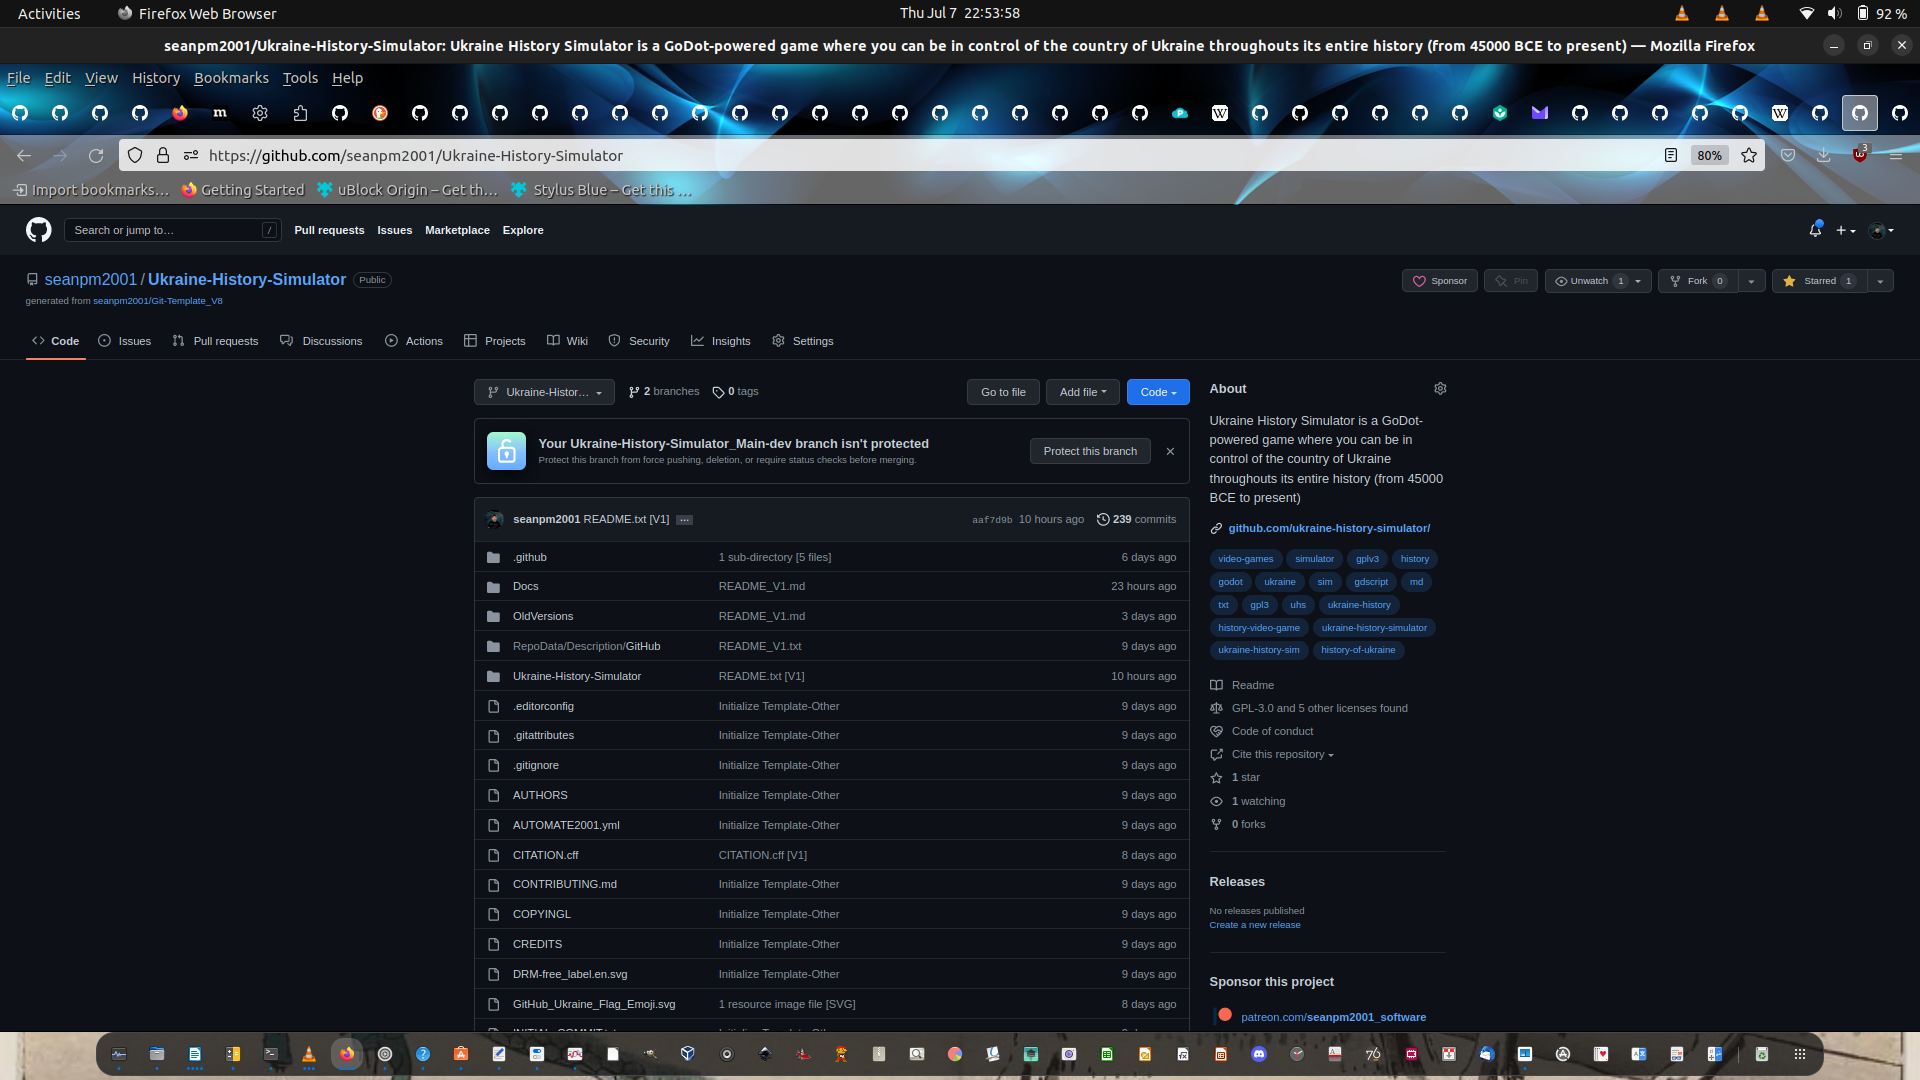 Activities
Firefox Web Browser
Thu Jul 7 22:53:58
92 %
seanpm2001/Ukraine-History-Simulator: Ukraine History Simulator is a GoDot-powered game where you can be in control of the country of Ukraine throughouts its entire history (from 45000 BCE to present) — Mozilla Firefox
File Edit View History Bookmarks Tools Help
https://github.com/seanpm2001/Ukraine-History-Simulator
80%
3
Import bookmarks…
Getting Started
uBlock Origin – Get th…
Stylus Blue – Get this …
Search or jump to…
/
Pull requests Issues Marketplace Explore
seanpm2001 / Ukraine-History-Simulator Public
generated from seanpm2001/Git-Template_V8
Sponsor
Pin
Unwatch 1
Fork 0
Starred 1
Code
Issues
Pull requests
Discussions
Actions
Projects
Wiki
Security
Insights
Settings
Ukraine-Histor…
2 branches
0 tags
Go to file
Add file
Code
Your Ukraine-History-Simulator_Main-dev branch isn't protected
Protect this branch from force pushing, deletion, or require status checks before merging.
Protect this branch
seanpm2001 README.txt [V1] …
aaf7d9b 10 hours ago 239 commits
.github 1 sub-directory [5 files] 6 days ago
Docs README_V1.md 23 hours ago
OldVersions README_V1.md 3 days ago
RepoData/Description/GitHub README_V1.txt 9 days ago
Ukraine-History-Simulator README.txt [V1] 10 hours ago
.editorconfig Initialize Template-Other 9 days ago
.gitattributes Initialize Template-Other 9 days ago
.gitignore Initialize Template-Other 9 days ago
AUTHORS Initialize Template-Other 9 days ago
AUTOMATE2001.yml Initialize Template-Other 9 days ago
CITATION.cff CITATION.cff [V1] 8 days ago
CONTRIBUTING.md Initialize Template-Other 9 days ago
COPYINGL Initialize Template-Other 9 days ago
CREDITS Initialize Template-Other 9 days ago
DRM-free_label.en.svg Initialize Template-Other 9 days ago
GitHub_Ukraine_Flag_Emoji.svg 1 resource image file [SVG] 8 days ago
About
Ukraine History Simulator is a GoDot-
powered game where you can be in
control of the country of Ukraine
throughouts its entire history (from 45000
BCE to present)
github.com/ukraine-history-simulator/
video-games simulator gplv3 history
godot ukraine sim gdscript md
txt gpl3 uhs ukraine-history
history-video-game ukraine-history-simulator
ukraine-history-sim history-of-ukraine
Readme
GPL-3.0 and 5 other licenses found
Code of conduct
Cite this repository
1 star
1 watching
0 forks
Releases
No releases published
Create a new release
Sponsor this project
patreon.com/seanpm2001_software